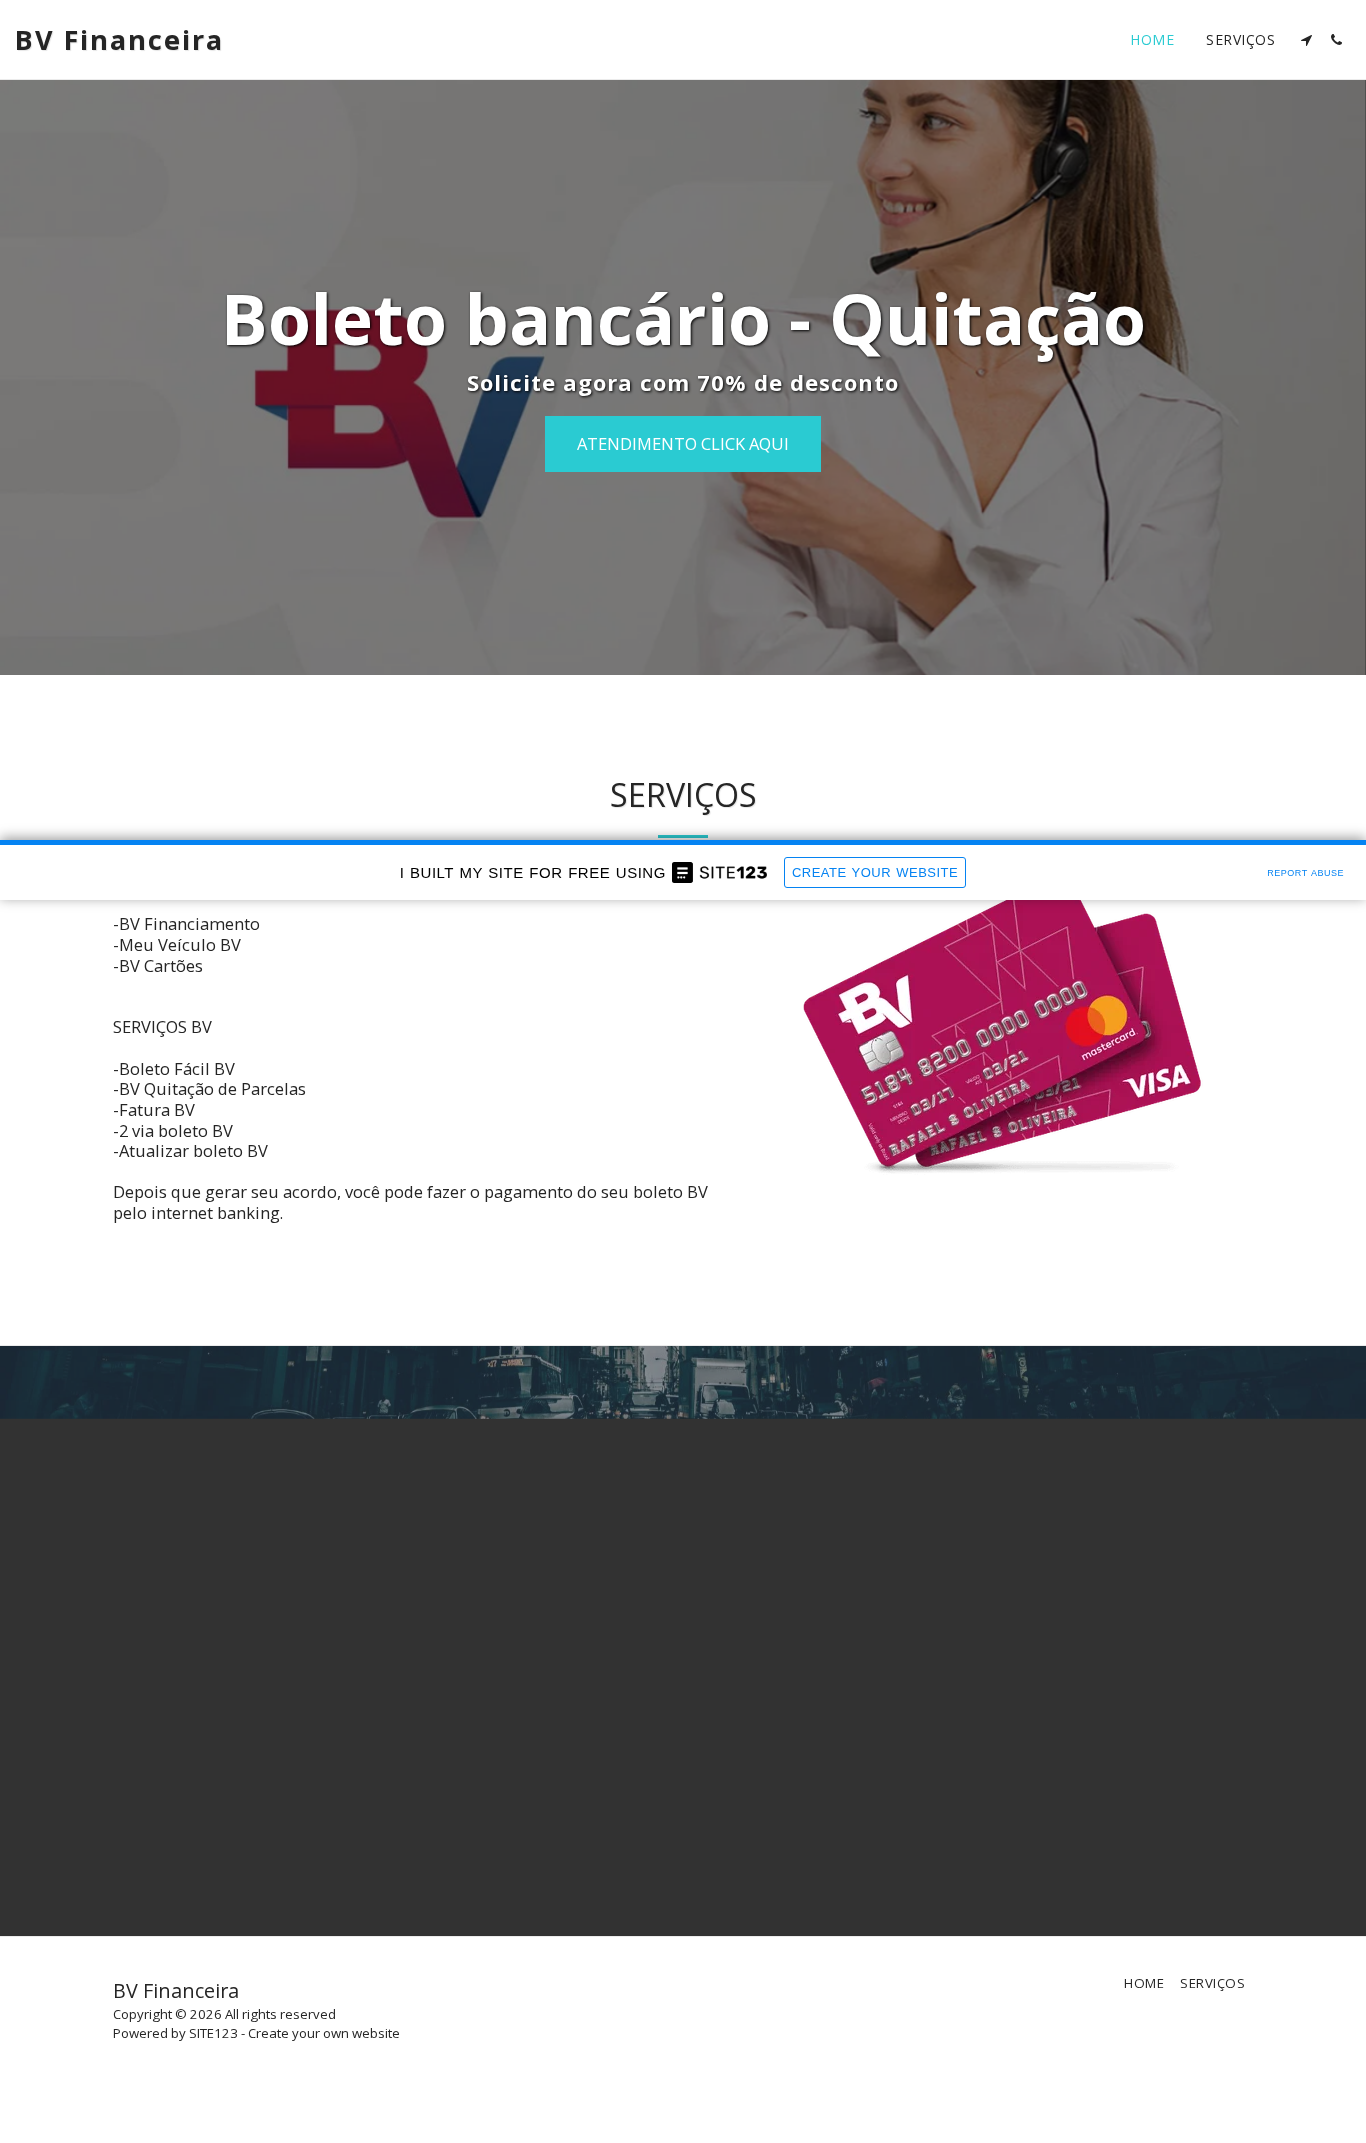 BV Financeira
HOME
SERVIÇOS
Boleto bancário - Quitação
Solicite agora com 70% de desconto
ATENDIMENTO CLICK AQUI
SERVIÇOS
I BUILT MY SITE FOR FREE USING
SITE123
CREATE YOUR WEBSITE
REPORT ABUSE
-BV Financiamento
-Meu Veículo BV
-BV Cartões
SERVIÇOS BV
-Boleto Fácil BV
-BV Quitação de Parcelas
-Fatura BV
-2 via boleto BV
-Atualizar boleto BV
Depois que gerar seu acordo, você pode fazer o pagamento do seu boleto BV
pelo internet banking.
BV
5184 8200 0000 0000
5184
03/17
03/21
RAFAEL S OLIVEIRA
mastercard
03/21
RAFAEL S OLIVEIRA
VISA
BV Financeira
Copyright © 2026 All rights reserved
Powered by SITE123 - Create your own website
HOME
SERVIÇOS